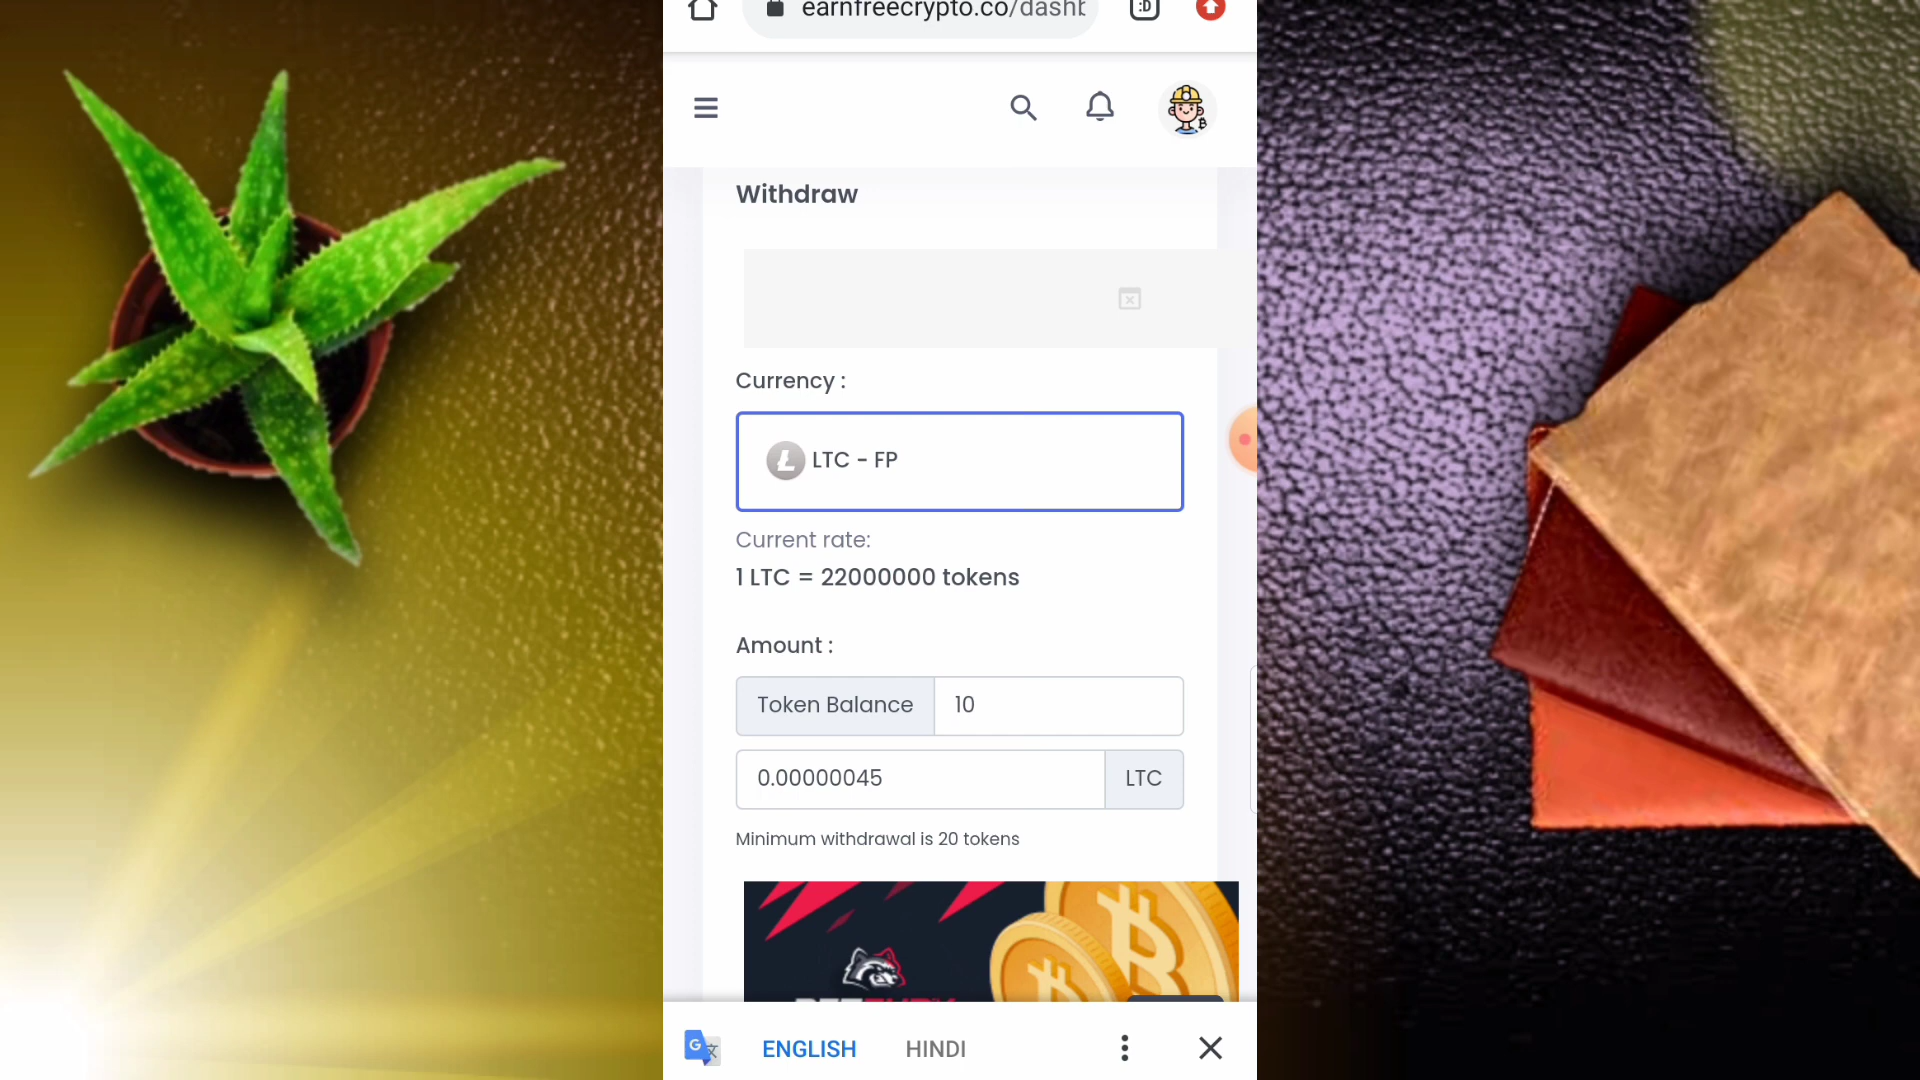 earnfreecrypto.co/dashb
:D
Withdraw
Currency :
LTC - FP
Current rate:
1 LTC = 22000000 tokens
Amount :
Token Balance 10
0.00000045 LTC
Minimum withdrawal is 20 tokens
G
ENGLISH HINDI